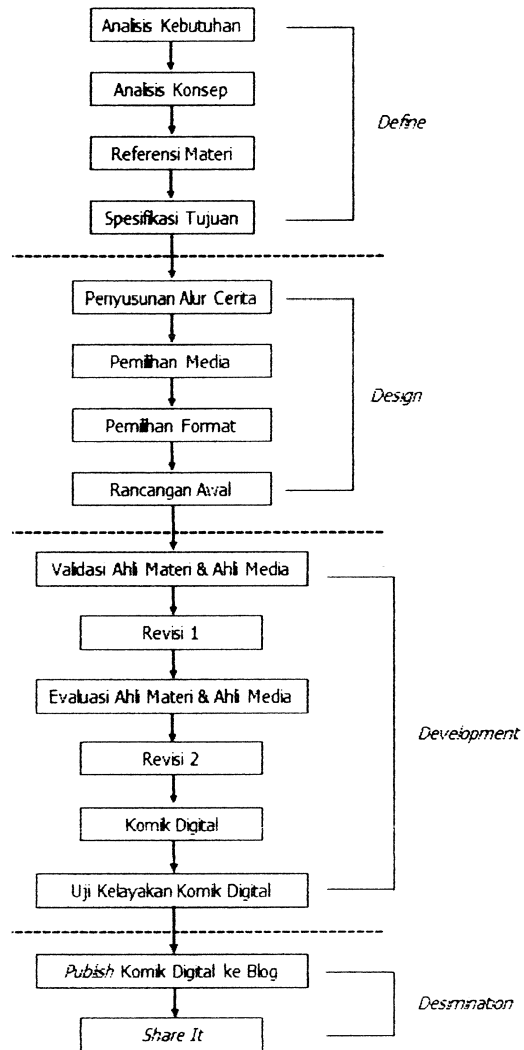 Analisis Kebutuhan
Analisis Konsep
Referensi Materi
Spesifikasi Tujuan
Define
Penyusunan Alur Cerita
Pemilihan Media
Pemilihan Format
Rancangan Awal
Design
Validasi Ahli Materi & Ahli Media
Revisi 1
Evaluasi Ahli Materi & Ahli Media
Revisi 2
Komik Digital
Uji Kelayakan Komik Digital
Development
Publish Komik Digital ke Blog
Share It
Desimination